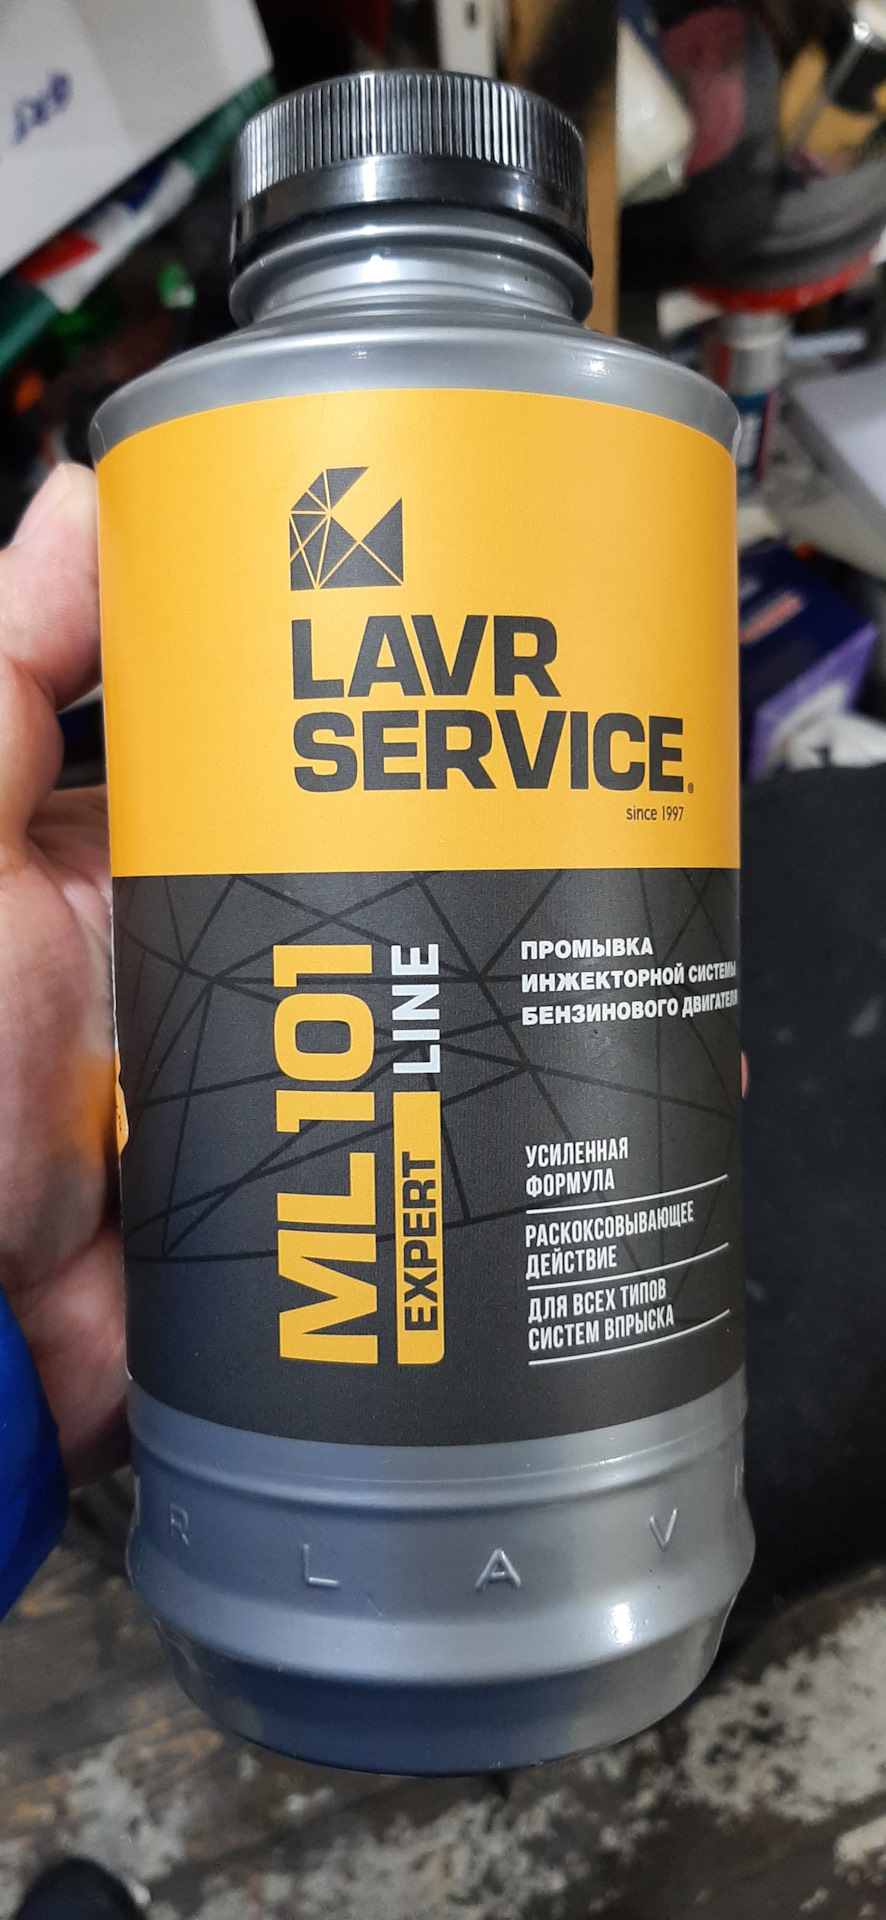 LAVR
SERVICE®
since 1997
ML101
EXPERT LINE
ПРОМЫВКА
ИНЖЕКТОРНОЙ СИСТЕМЫ
БЕНЗИНОВОГО ДВИГАТЕЛЯ
УСИЛЕННАЯ
ФОРМУЛА
РАСКОКСОВЫВАЮЩЕЕ
ДЕЙСТВИЕ
ДЛЯ ВСЕХ ТИПОВ
СИСТЕМ ВПРЫСКА
R L A V